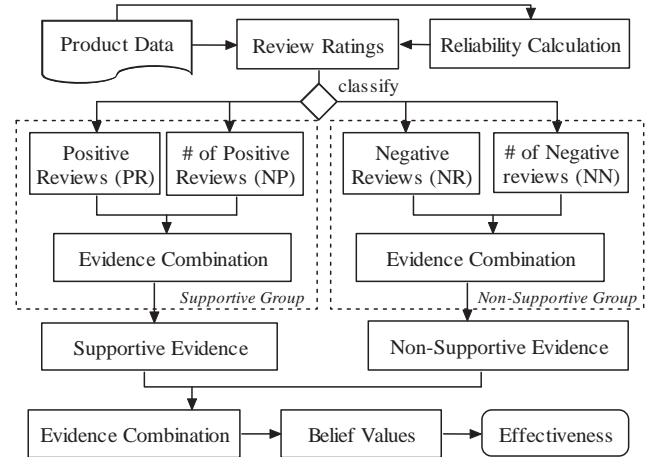 Product Data
Review Ratings
Reliability Calculation
classify
Positive
Reviews (PR)
# of Positive
Reviews (NP)
Negative
Reviews (NR)
# of Negative
reviews (NN)
Evidence Combination
Evidence Combination
Supportive Group
Non-Supportive Group
Supportive Evidence
Non-Supportive Evidence
Evidence Combination
Belief Values
Effectiveness